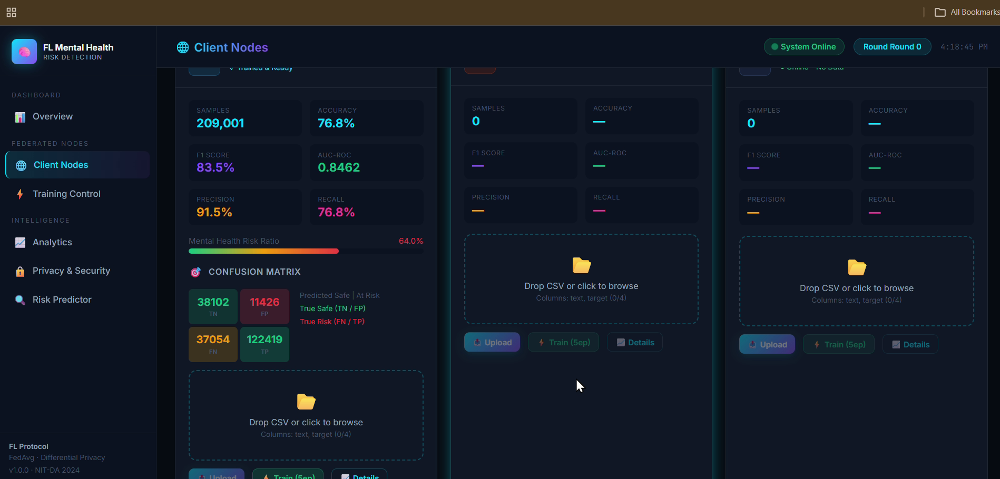 All Bookmarks
FL Mental Health
RISK DETECTION
Client Nodes
System Online
Round Round 0
4:18:45 PM
DASHBOARD
Overview
FEDERATED NODES
Client Nodes
Training Control
INTELLIGENCE
Analytics
Privacy & Security
Risk Predictor
FL Protocol
FedAvg · Differential Privacy
v1.0.0 · NIT-DA 2024
Trained & Ready
SAMPLES
209,001
ACCURACY
76.8%
F1 SCORE
83.5%
AUC-ROC
0.8462
PRECISION
91.5%
RECALL
76.8%
Mental Health Risk Ratio
64.0%
CONFUSION MATRIX
38102
TN
11426
FP
37054
FN
122419
TP
Predicted Safe | At Risk
True Safe (TN / FP)
True Risk (FN / TP)
Drop CSV or click to browse
Columns: text, target (0/4)
Upload
Train (5ep)
Details
SAMPLES
0
ACCURACY
—
F1 SCORE
—
AUC-ROC
—
PRECISION
—
RECALL
—
Drop CSV or click to browse
Columns: text, target (0/4)
Upload
Train (5ep)
Details
Online - No Data
SAMPLES
0
ACCURACY
—
F1 SCORE
—
AUC-ROC
—
PRECISION
—
RECALL
—
Drop CSV or click to browse
Columns: text, target (0/4)
Upload
Train (5ep)
Details